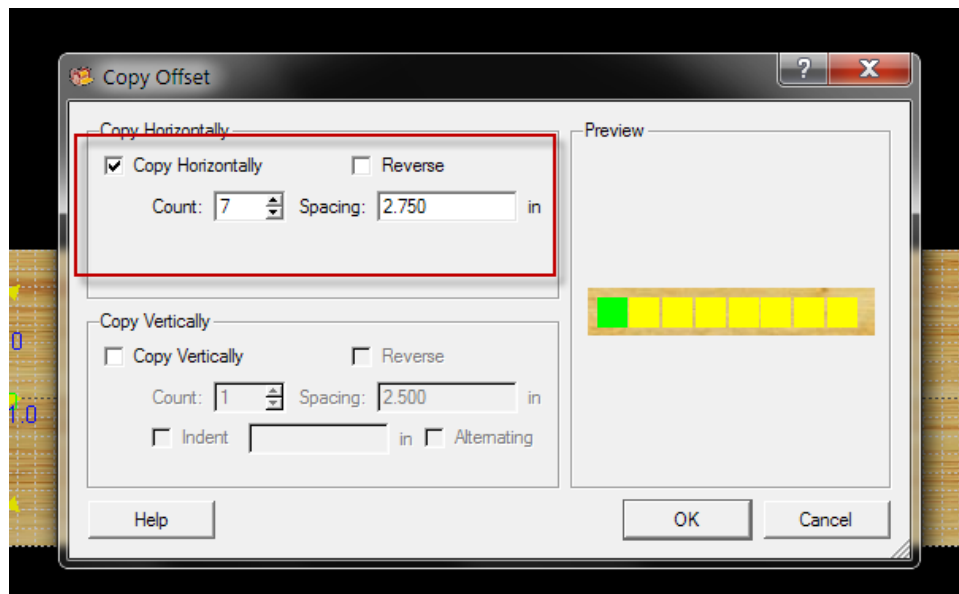 Copy Offset
?
X
Copy Horizontally
Preview
Copy Horizontally
Reverse
Count: 7 Spacing: 2.750 in
Copy Vertically
0
Copy Vertically
Reverse
Count: 1 Spacing: 2.500 in
1.0
Indent in Alternating
Help
OK
Cancel